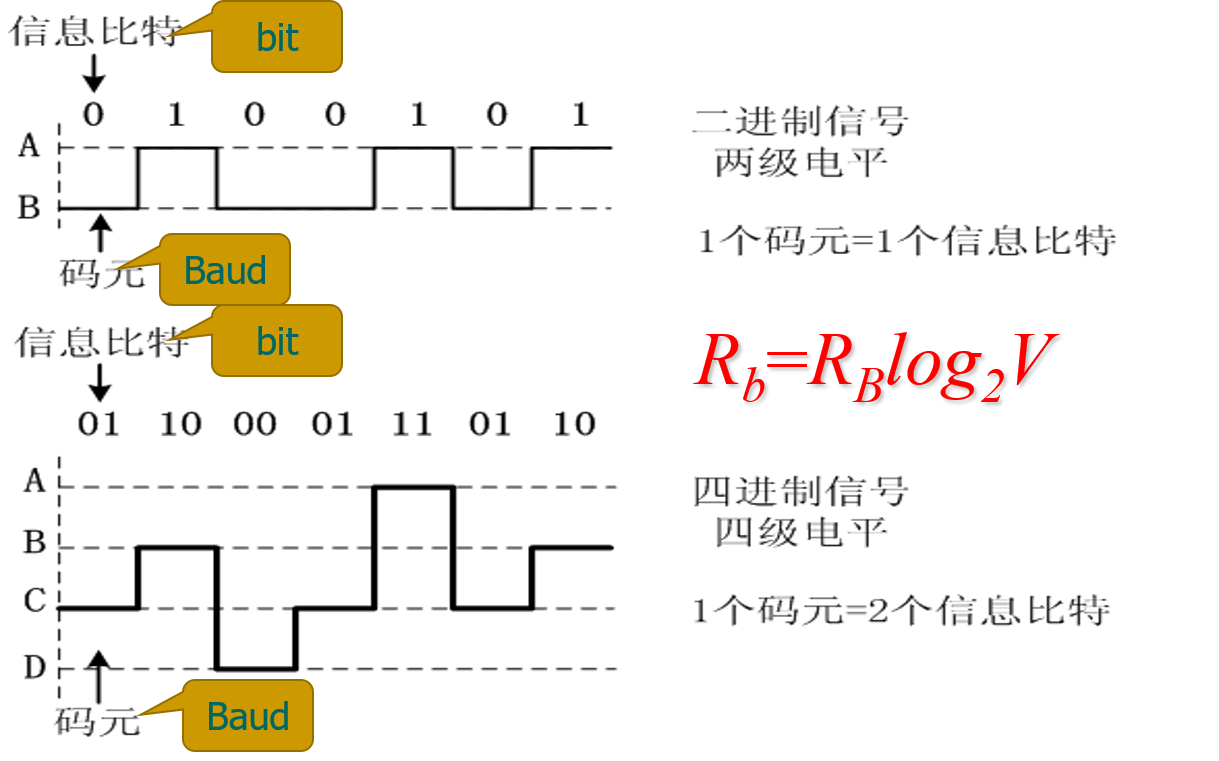 信息比特 bit
0 1 0 0 1 0 1
A
B
码元 Baud
二进制信号
两级电平
1个码元=1个信息比特
R_b=R_Blog_2V
信息比特 bit
01 10 00 01 11 01 10
A
B
C
D
码元 Baud
四进制信号
四级电平
1个码元=2个信息比特